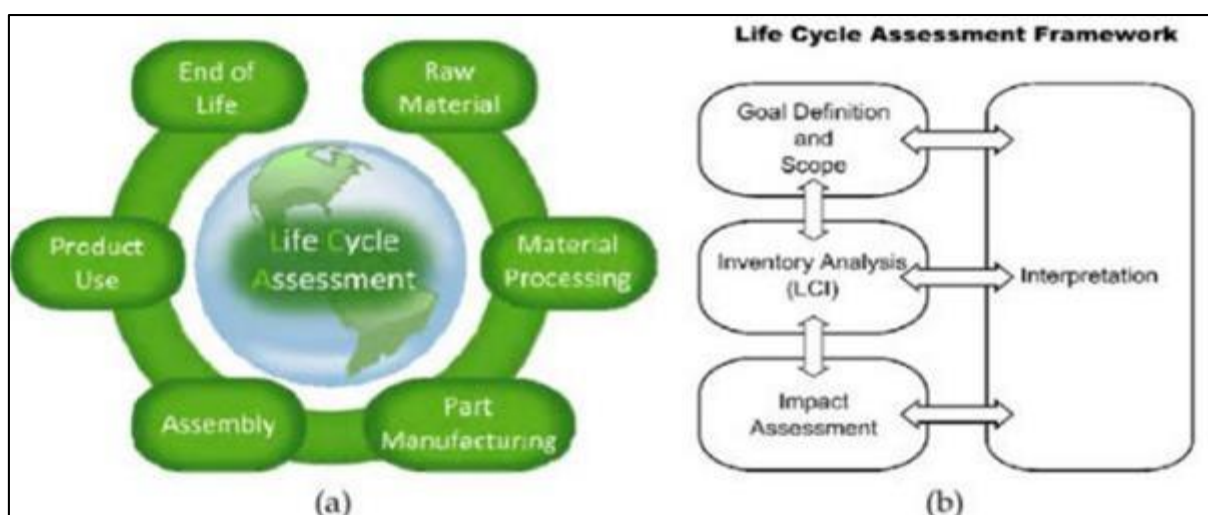 End of
Life
Raw
Material
Product
Use
Life Cycle
Assessment
Material
Processing
Assembly
Part
Manufacturing
(a)
Life Cycle Assessment Framework
Goal Definition
and
Scope
Inventory Analysis
(LCI)
Interpretation
Impact
Assessment
(b)